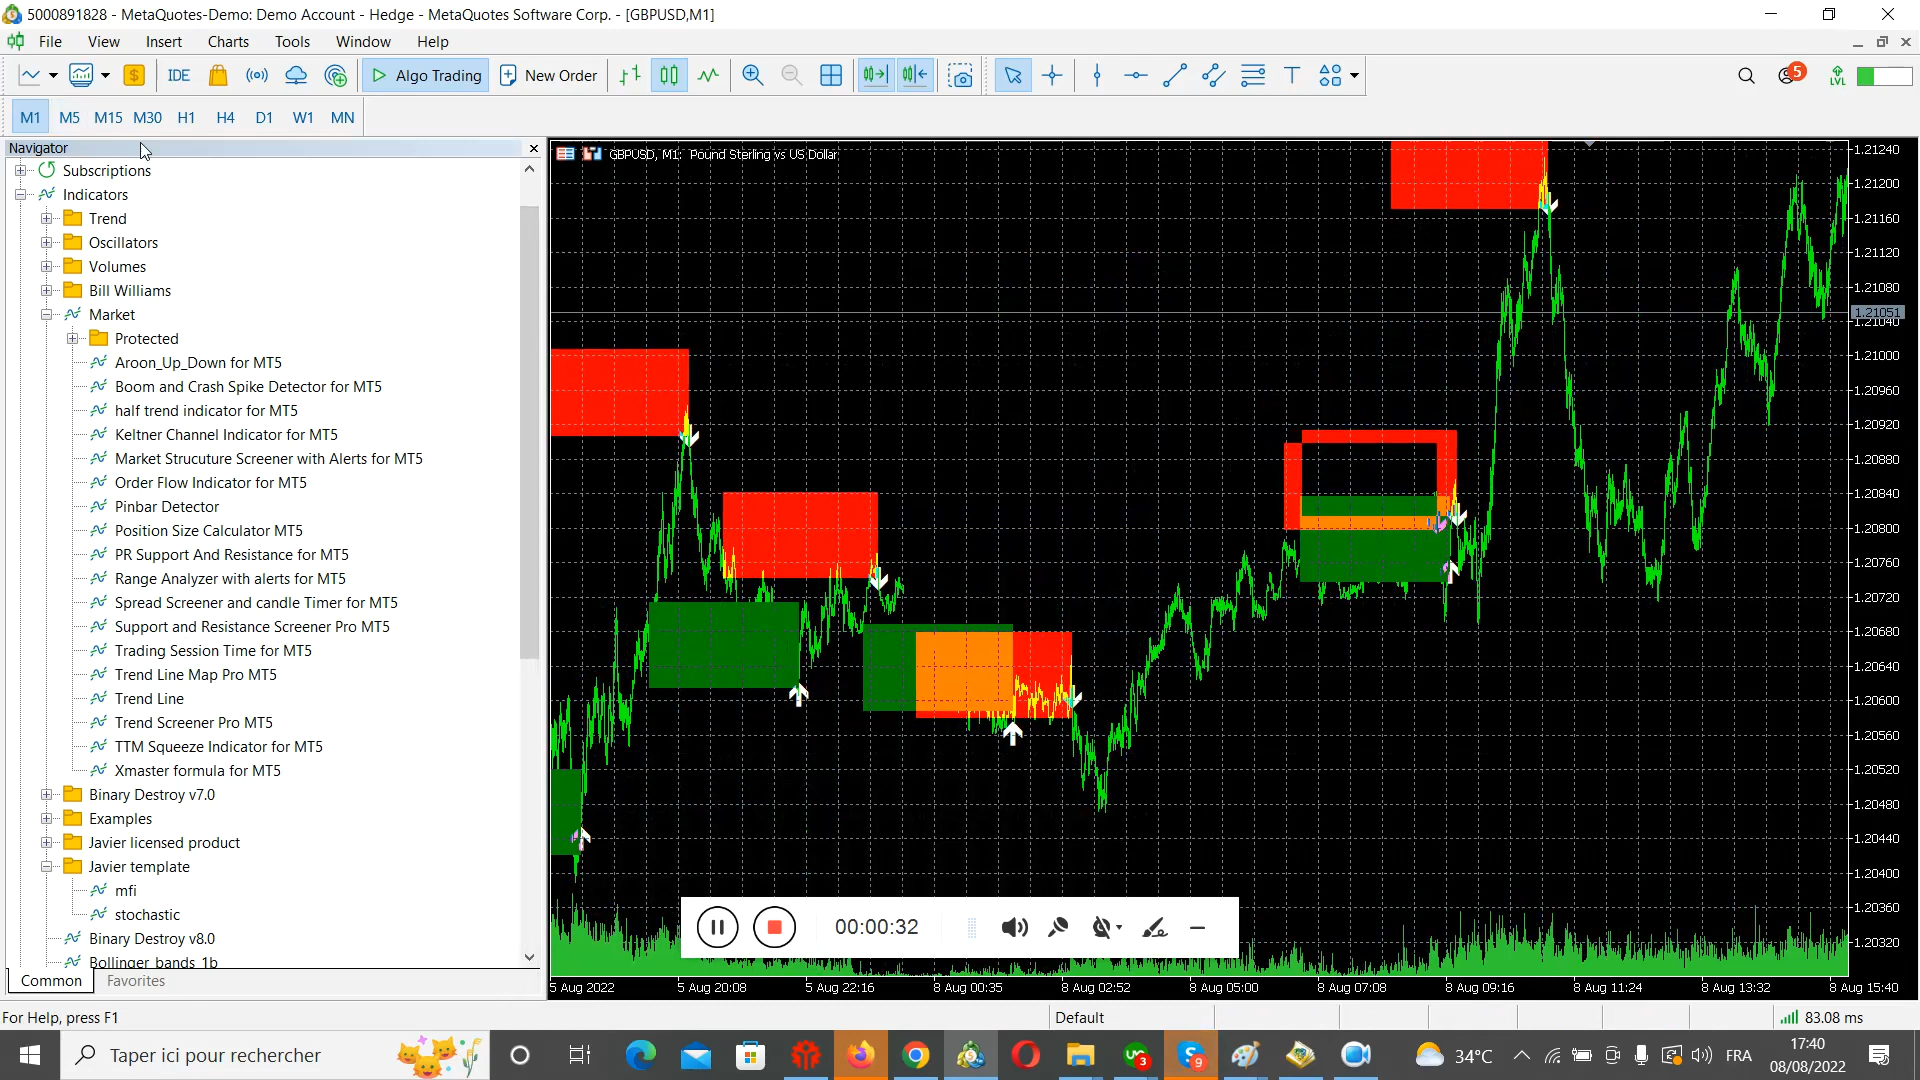 5000891828 - MetaQuotes-Demo: Demo Account - Hedge - MetaQuotes Software Corp. - [GBPUSD,M1]
File View Insert Charts Tools Window Help
IDE Algo Trading New Order 5 LVL
M1 M5 M15 M30 H1 H4 D1 W1 MN
Navigator
Subscriptions
Indicators
Trend
Oscillators
Volumes
Bill Williams
Market
Protected
Aroon_Up_Down for MT5
Boom and Crash Spike Detector for MT5
half trend indicator for MT5
Keltner Channel Indicator for MT5
Market Strucuture Screener with Alerts for MT5
Order Flow Indicator for MT5
Pinbar Detector
Position Size Calculator MT5
PR Support And Resistance for MT5
Range Analyzer with alerts for MT5
Spread Screener and candle Timer for MT5
Support and Resistance Screener Pro MT5
Trading Session Time for MT5
Trend Line Map Pro MT5
Trend Line
Trend Screener Pro MT5
TTM Squeeze Indicator for MT5
Xmaster formula for MT5
Binary Destroy v7.0
Examples
Javier licensed product
Javier template
mfi
stochastic
Binary Destroy v8.0
Bollinger bands 1b
Common Favorites
GBPUSD, M1: Pound Sterling vs US Dollar
1.21240
1.21200
1.21160
1.21120
1.21080
1.21051
1.21040
1.21000
1.20960
1.20920
1.20880
1.20840
1.20800
1.20760
1.20720
1.20680
1.20640
1.20600
1.20560
1.20520
1.20480
1.20440
1.20400
1.20360
1.20320
00:00:32
5 Aug 2022 5 Aug 20:08 5 Aug 22:16 8 Aug 00:35 8 Aug 02:52 8 Aug 05:00 8 Aug 07:08 8 Aug 09:16 8 Aug 11:24 8 Aug 13:32 8 Aug 15:40
For Help, press F1 Default 83.08 ms
Taper ici pour rechercher 3 9 34°C FRA 17:40
08/08/2022